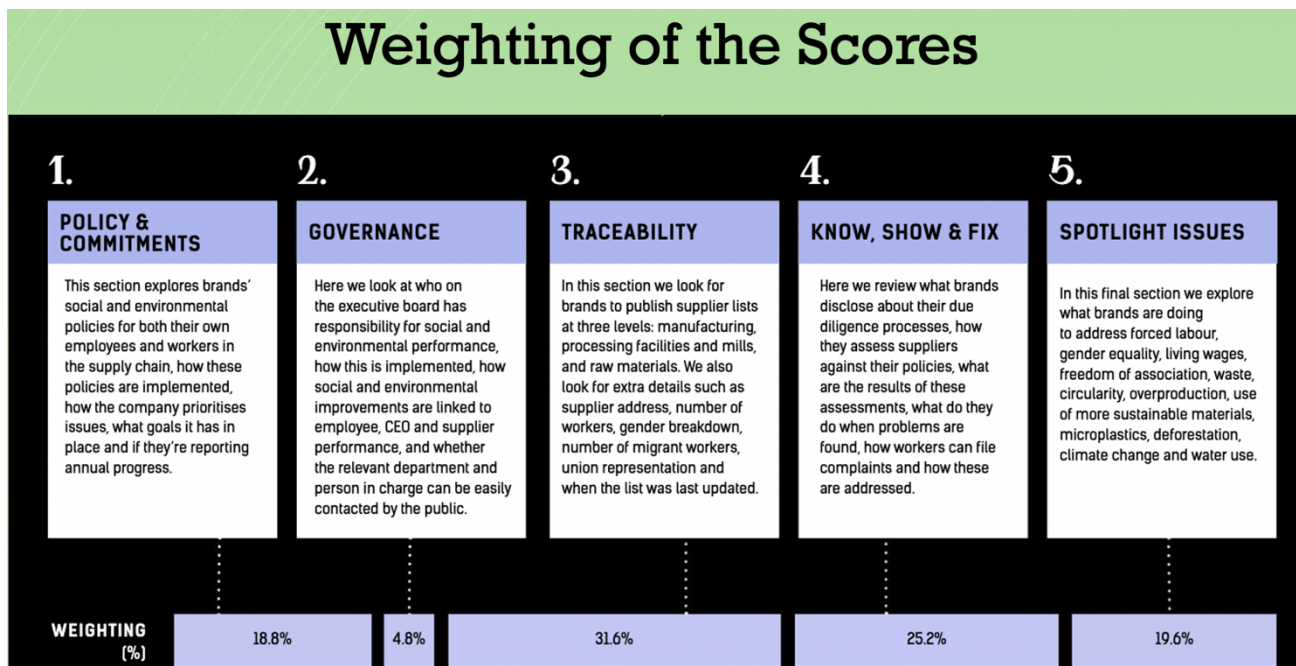 Weighting of the Scores
1.
POLICY &
COMMITMENTS
This section explores brands’
social and environmental
policies for both their own
employees and workers in
the supply chain, how these
policies are implemented,
how the company prioritises
issues, what goals it has in
place and if they’re reporting
annual progress.
2.
GOVERNANCE
Here we look at who on
the executive board has
responsibility for social and
environmental performance,
how this is implemented, how
social and environmental
improvements are linked to
employee, CEO and supplier
performance, and whether
the relevant department and
person in charge can be easily
contacted by the public.
3.
TRACEABILITY
In this section we look for
brands to publish supplier lists
at three levels: manufacturing,
processing facilities and mills,
and raw materials. We also
look for extra details such as
supplier address, number of
workers, gender breakdown,
number of migrant workers,
union representation and
when the list was last updated.
4.
KNOW, SHOW & FIX
Here we review what brands
disclose about their due
diligence processes, how
they assess suppliers
against their policies, what
are the results of these
assessments, what do they
do when problems are
found, how workers can file
complaints and how these
are addressed.
5.
SPOTLIGHT ISSUES
In this final section we explore
what brands are doing
to address forced labour,
gender equality, living wages,
freedom of association, waste,
circularity, overproduction, use
of more sustainable materials,
microplastics, deforestation,
climate change and water use.
WEIGHTING
(%)
18.8%
4.8%
31.6%
25.2%
19.6%